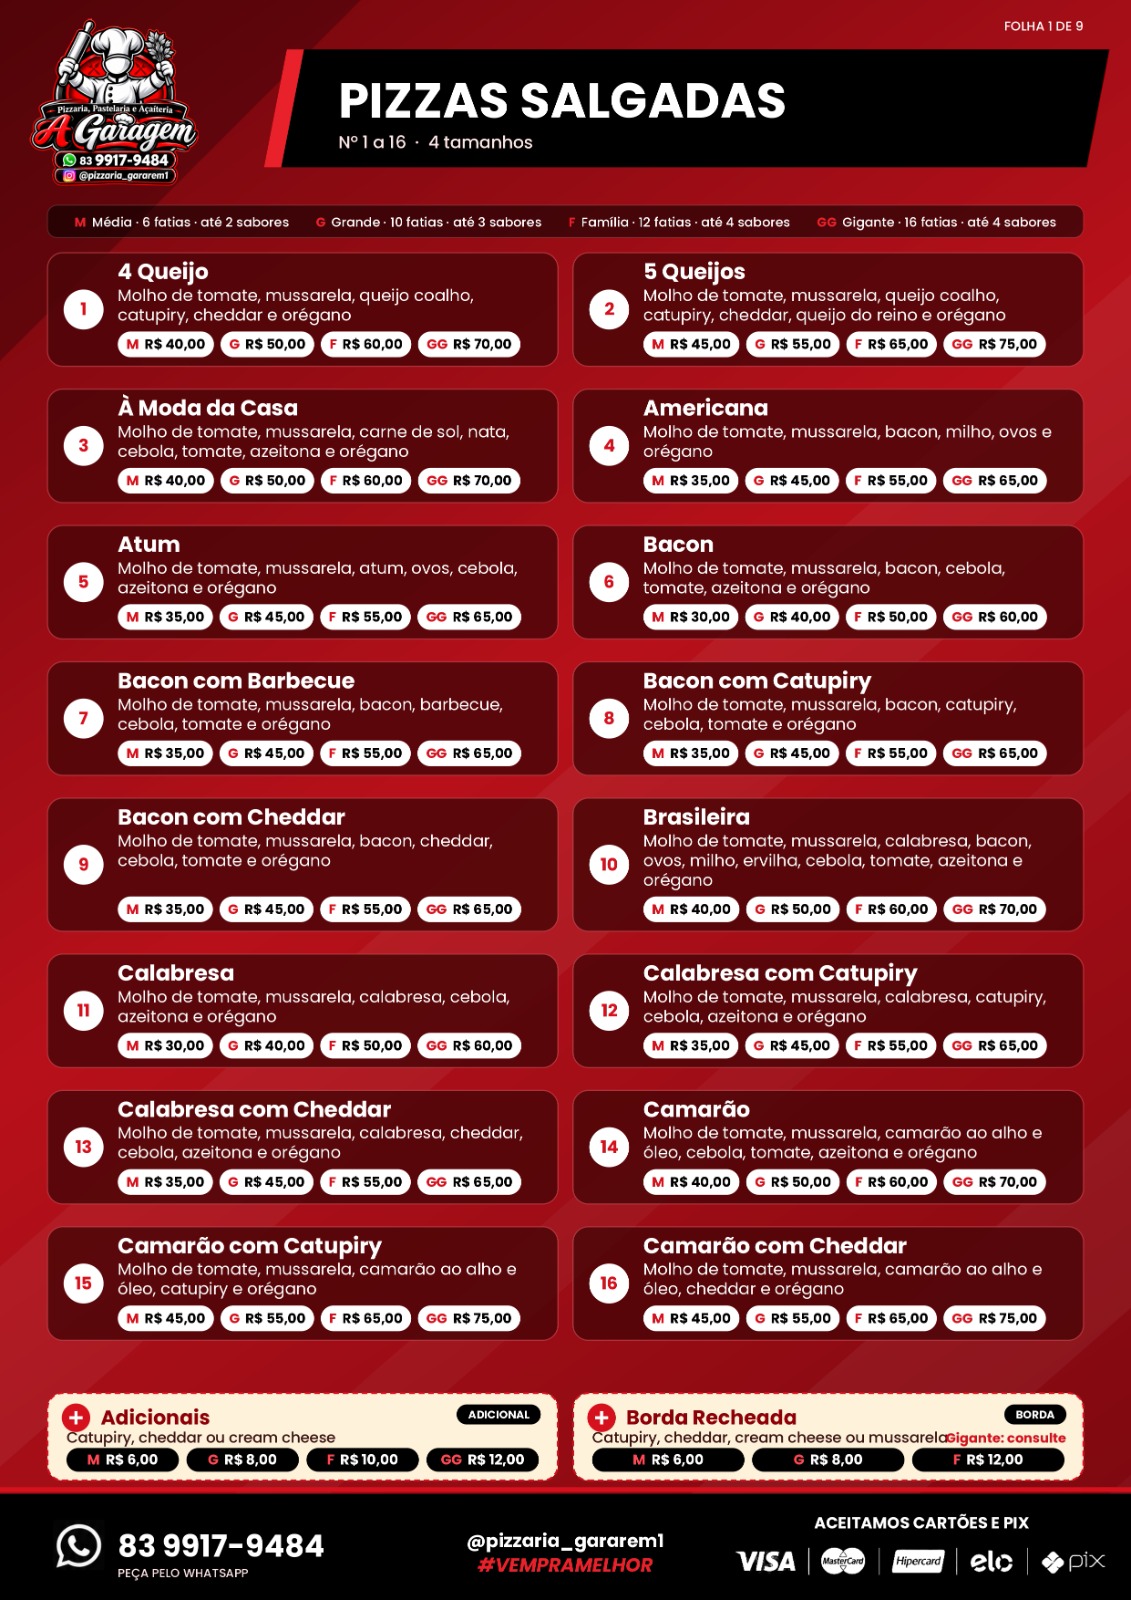 FOLHA 1 DE 9
Pizzaria, Pastelaria e Açaíteria
A Garagem
83 9917-9484
@pizzaria_gararem1
PIZZAS SALGADAS
Nº 1 a 16 · 4 tamanhos
M Média · 6 fatias · até 2 sabores G Grande · 10 fatias · até 3 sabores F Família · 12 fatias · até 4 sabores GG Gigante · 16 fatias · até 4 sabores
1
4 Queijo
Molho de tomate, mussarela, queijo coalho,
catupiry, cheddar e orégano
M R$ 40,00 G R$ 50,00 F R$ 60,00 GG R$ 70,00
2
5 Queijos
Molho de tomate, mussarela, queijo coalho,
catupiry, cheddar, queijo do reino e orégano
M R$ 45,00 G R$ 55,00 F R$ 65,00 GG R$ 75,00
3
À Moda da Casa
Molho de tomate, mussarela, carne de sol, nata,
cebola, tomate, azeitona e orégano
M R$ 40,00 G R$ 50,00 F R$ 60,00 GG R$ 70,00
4
Americana
Molho de tomate, mussarela, bacon, milho, ovos e
orégano
M R$ 35,00 G R$ 45,00 F R$ 55,00 GG R$ 65,00
5
Atum
Molho de tomate, mussarela, atum, ovos, cebola,
azeitona e orégano
M R$ 35,00 G R$ 45,00 F R$ 55,00 GG R$ 65,00
6
Bacon
Molho de tomate, mussarela, bacon, cebola,
tomate, azeitona e orégano
M R$ 30,00 G R$ 40,00 F R$ 50,00 GG R$ 60,00
7
Bacon com Barbecue
Molho de tomate, mussarela, bacon, barbecue,
cebola, tomate e orégano
M R$ 35,00 G R$ 45,00 F R$ 55,00 GG R$ 65,00
8
Bacon com Catupiry
Molho de tomate, mussarela, bacon, catupiry,
cebola, tomate e orégano
M R$ 35,00 G R$ 45,00 F R$ 55,00 GG R$ 65,00
9
Bacon com Cheddar
Molho de tomate, mussarela, bacon, cheddar,
cebola, tomate e orégano
M R$ 35,00 G R$ 45,00 F R$ 55,00 GG R$ 65,00
10
Brasileira
Molho de tomate, mussarela, calabresa, bacon,
ovos, milho, ervilha, cebola, tomate, azeitona e
orégano
M R$ 40,00 G R$ 50,00 F R$ 60,00 GG R$ 70,00
11
Calabresa
Molho de tomate, mussarela, calabresa, cebola,
azeitona e orégano
M R$ 30,00 G R$ 40,00 F R$ 50,00 GG R$ 60,00
12
Calabresa com Catupiry
Molho de tomate, mussarela, calabresa, catupiry,
cebola, azeitona e orégano
M R$ 35,00 G R$ 45,00 F R$ 55,00 GG R$ 65,00
13
Calabresa com Cheddar
Molho de tomate, mussarela, calabresa, cheddar,
cebola, azeitona e orégano
M R$ 35,00 G R$ 45,00 F R$ 55,00 GG R$ 65,00
14
Camarão
Molho de tomate, mussarela, camarão ao alho e
óleo, cebola, tomate, azeitona e orégano
M R$ 40,00 G R$ 50,00 F R$ 60,00 GG R$ 70,00
15
Camarão com Catupiry
Molho de tomate, mussarela, camarão ao alho e
óleo, catupiry e orégano
M R$ 45,00 G R$ 55,00 F R$ 65,00 GG R$ 75,00
16
Camarão com Cheddar
Molho de tomate, mussarela, camarão ao alho e
óleo, cheddar e orégano
M R$ 45,00 G R$ 55,00 F R$ 65,00 GG R$ 75,00
+ Adicionais ADICIONAL
Catupiry, cheddar ou cream cheese
M R$ 6,00 G R$ 8,00 F R$ 10,00 GG R$ 12,00
+ Borda Recheada BORDA
Catupiry, cheddar, cream cheese ou mussarela Gigante: consulte
M R$ 6,00 G R$ 8,00 F R$ 12,00
83 9917-9484
PEÇA PELO WHATSAPP
@pizzaria_gararem1
#VEMPRAMELHOR
ACEITAMOS CARTÕES E PIX
VISA MasterCard Hipercard elo pix